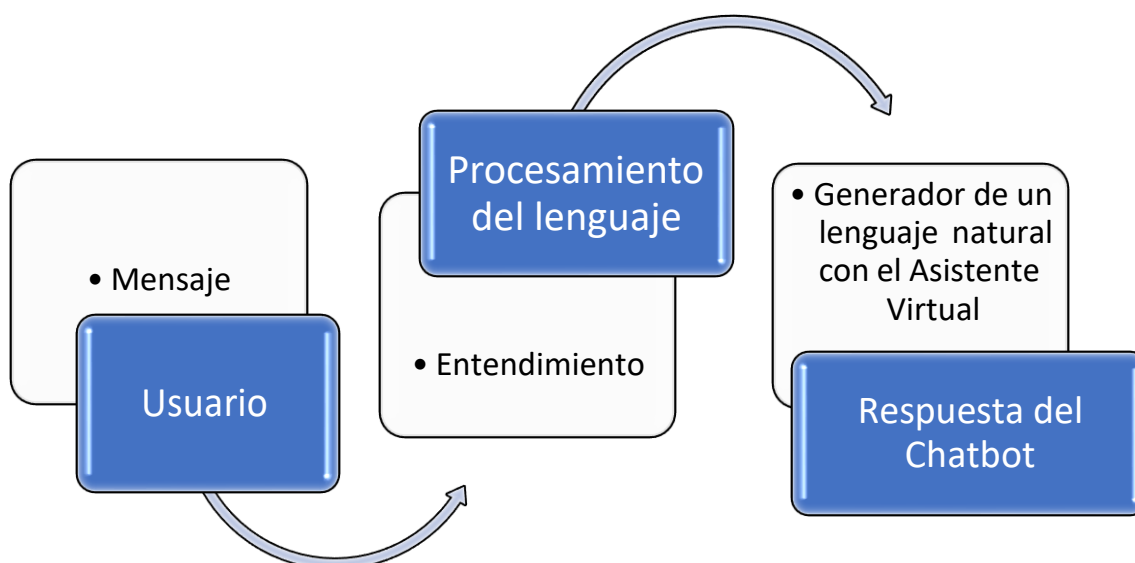 • Mensaje
Usuario
Procesamiento
del lenguaje
• Entendimiento
• Generador de un
lenguaje natural
con el Asistente
Virtual
Respuesta del
Chatbot